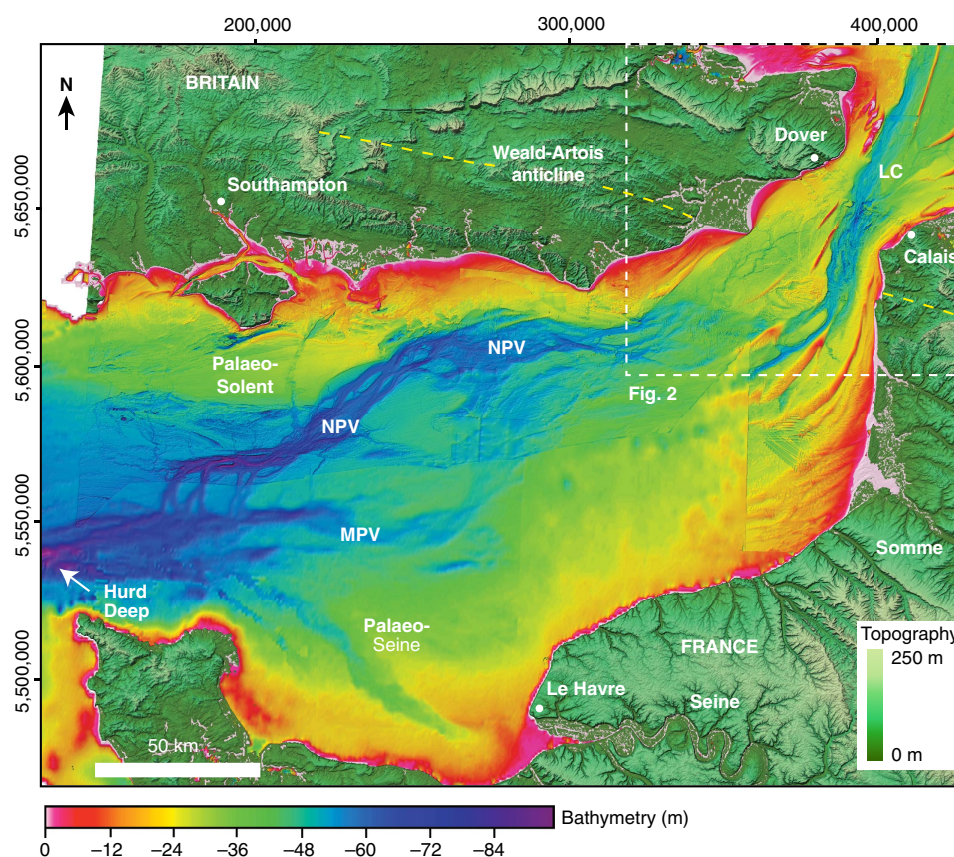 200,000
300,000
400,000
N
BRITAIN
Dover
Weald-Artois
anticline
LC
Southampton
5,650,000
Calais
Palaeo-
Solent
NPV
5,600,000
Fig. 2
NPV
5,550,000
MPV
Somme
Hurd
Deep
Palaeo-
Seine
FRANCE
Topography
250 m
5,500,000
Le Havre
Seine
50 km
0 m
Bathymetry (m)
0 –12 –24 –36 –48 –60 –72 –84